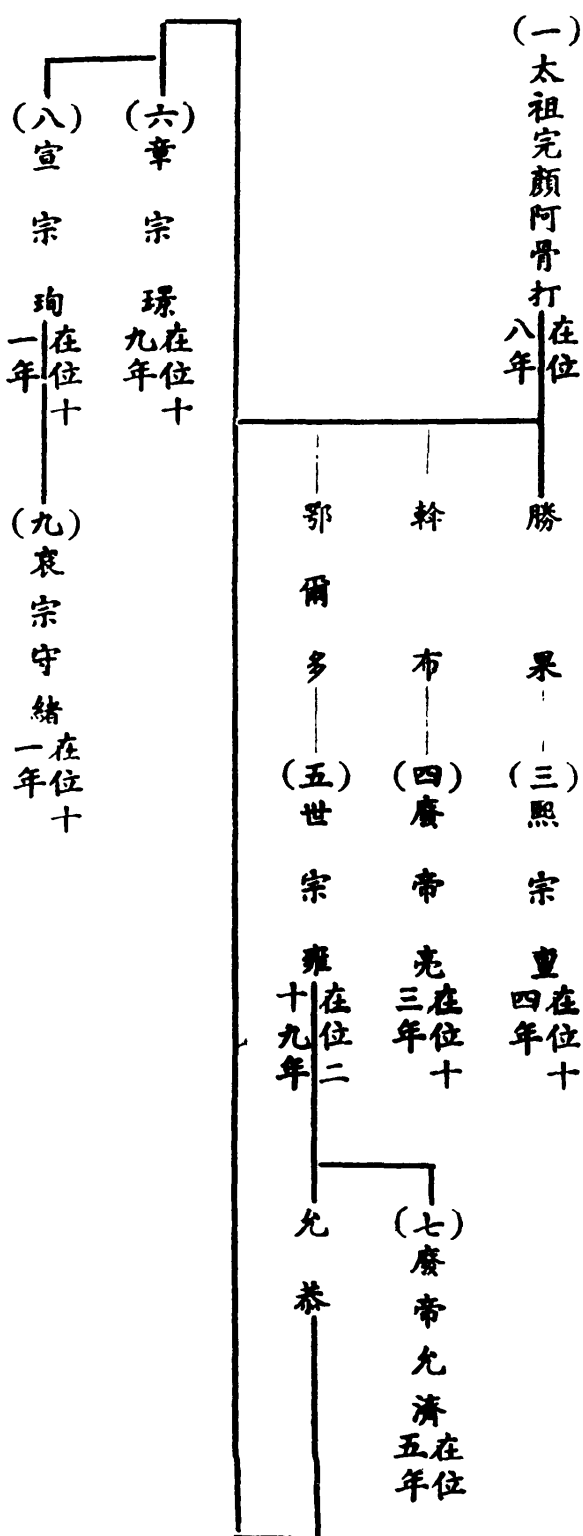 (一)太祖完顏阿骨打 在位八年
勝果
(三)熙宗亶 在位十四年
斡布
(四)廢帝亮 在位十三年
(七)廢帝允濟 在位五年
鄂爾多
(五)世宗雍 在位二十九年
允恭
(六)章宗璟 在位十九年
(八)宣宗珣 在位十一年
(九)哀宗守緒 在位十一年